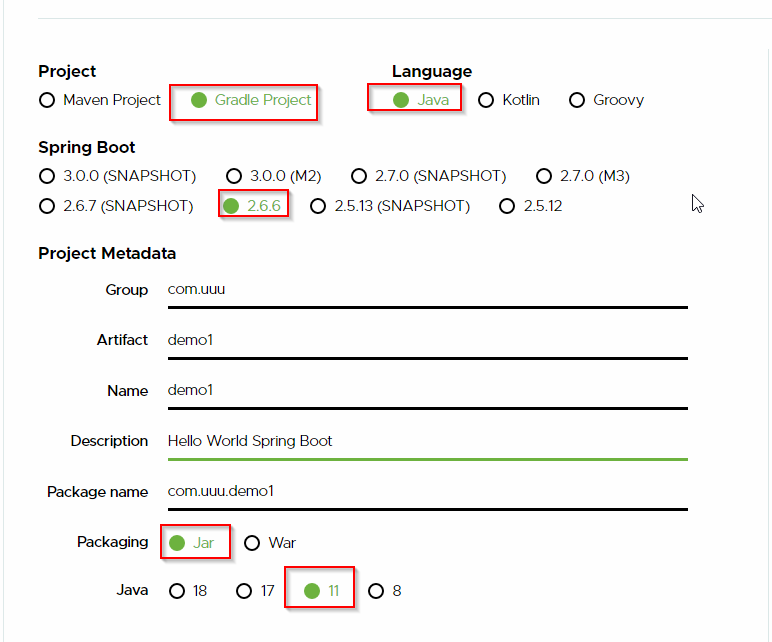 Project Language
Maven Project Gradle Project Java Kotlin Groovy
Spring Boot
3.0.0 (SNAPSHOT) 3.0.0 (M2) 2.7.0 (SNAPSHOT) 2.7.0 (M3)
2.6.7 (SNAPSHOT) 2.6.6 2.5.13 (SNAPSHOT) 2.5.12
Project Metadata
Group com.uuu
Artifact demo1
Name demo1
Description Hello World Spring Boot
Package name com.uuu.demo1
Packaging Jar War
Java 18 17 11 8